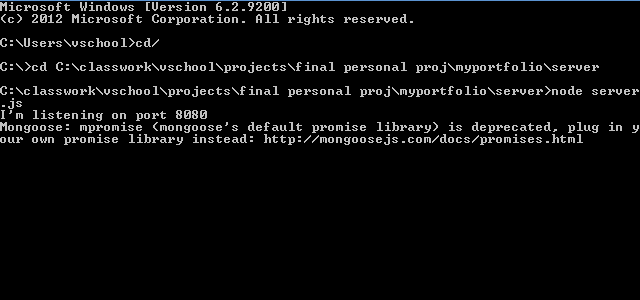 Microsoft Windows [Version 6.2.9200]
(c) 2012 Microsoft Corporation. All rights reserved.
C:\Users\vschool>cd/
C:\>cd C:\classwork\vschool\projects\final personal proj\myportfolio\server
C:\classwork\vschool\projects\final personal proj\myportfolio\server>node server
.js
I'm listening on port 8080
Mongoose: mpromise (mongoose's default promise library) is deprecated, plug in y
our own promise library instead: http://mongoosejs.com/docs/promises.html